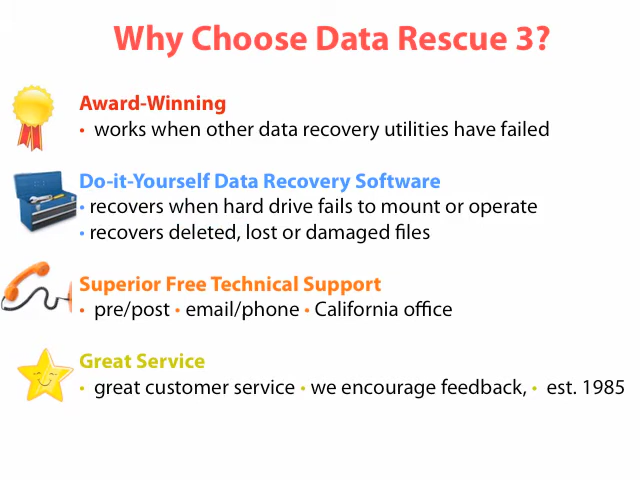 Why Choose Data Rescue 3?
Award-Winning
• works when other data recovery utilities have failed
Do-it-Yourself Data Recovery Software
• recovers when hard drive fails to mount or operate
• recovers deleted, lost or damaged files
Superior Free Technical Support
• pre/post • email/phone • California office
Great Service
• great customer service • we encourage feedback, • est. 1985